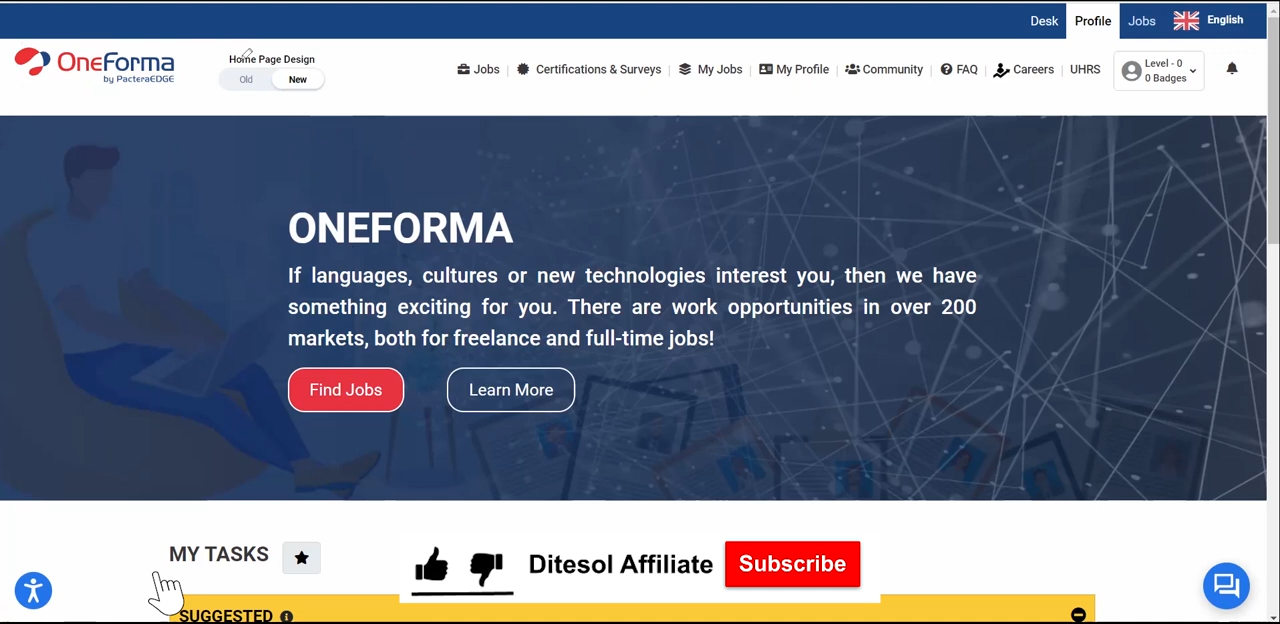 Desk Profile Jobs English
OneForma
by PacteraEDGE
Home Page Design
Old New
Jobs Certifications & Surveys My Jobs My Profile Community FAQ Careers UHRS
Level - 0
0 Badges
ONEFORMA
If languages, cultures or new technologies interest you, then we have
something exciting for you. There are work opportunities in over 200
markets, both for freelance and full-time jobs!
Find Jobs Learn More
MY TASKS
Ditesol Affiliate Subscribe
SUGGESTED